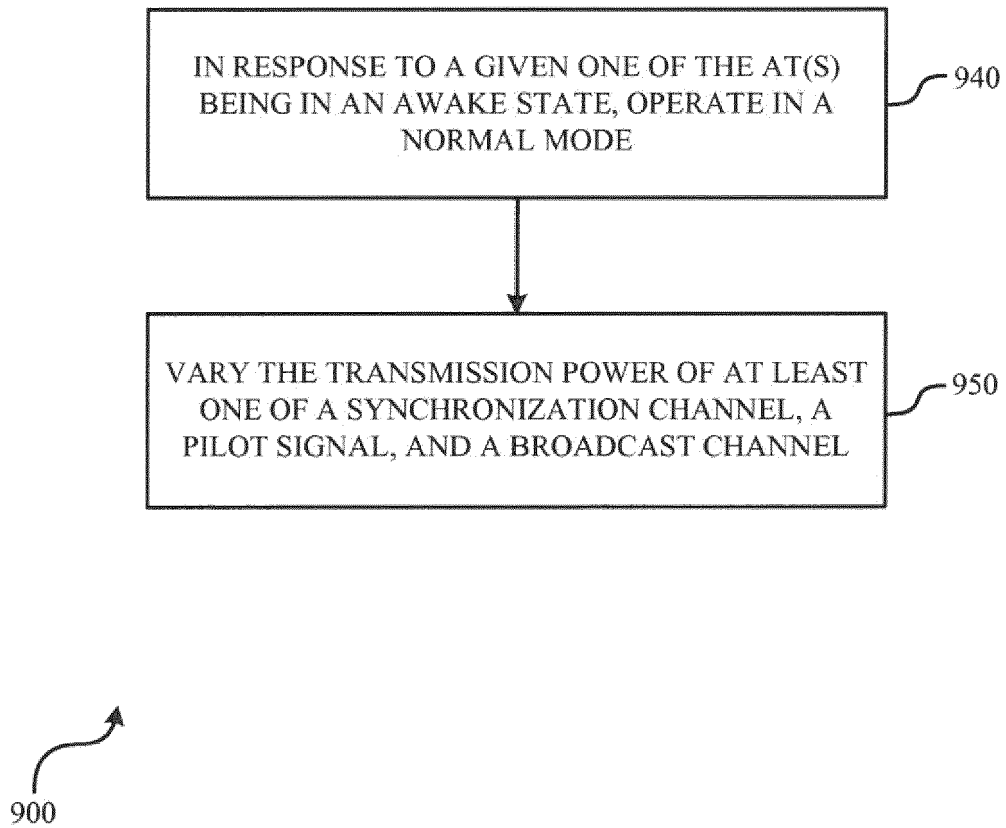 IN RESPONSE TO A GIVEN ONE OF THE AT(S)
BEING IN AN AWAKE STATE, OPERATE IN A
NORMAL MODE
940
VARY THE TRANSMISSION POWER OF AT LEAST
ONE OF A SYNCHRONIZATION CHANNEL, A
PILOT SIGNAL, AND A BROADCAST CHANNEL
950
900